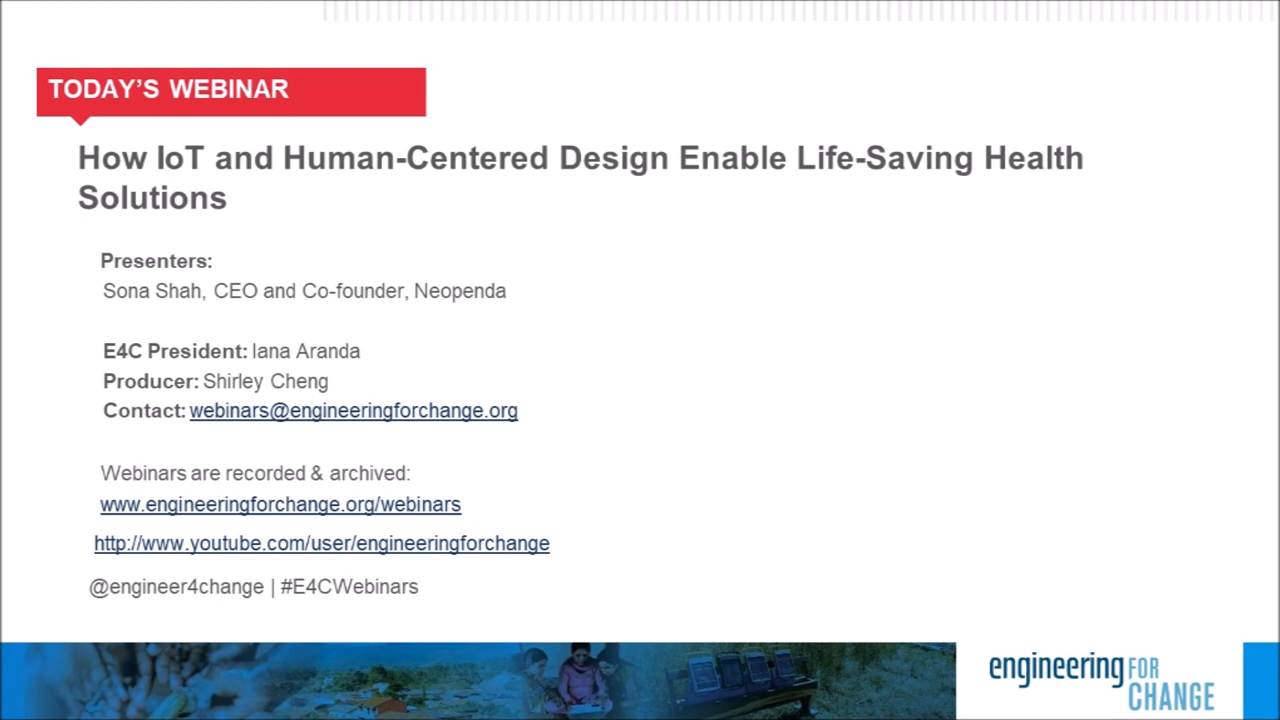 TODAY'S WEBINAR
How IoT and Human-Centered Design Enable Life-Saving Health
Solutions
Presenters:
Sona Shah, CEO and Co-founder, Neopenda
E4C President: Iana Aranda
Producer: Shirley Cheng
Contact: webinars@engineeringforchange.org
Webinars are recorded & archived:
www.engineeringforchange.org/webinars
http://www.youtube.com/user/engineeringforchange
@engineer4change | #E4CWebinars
engineering FOR
CHANGE